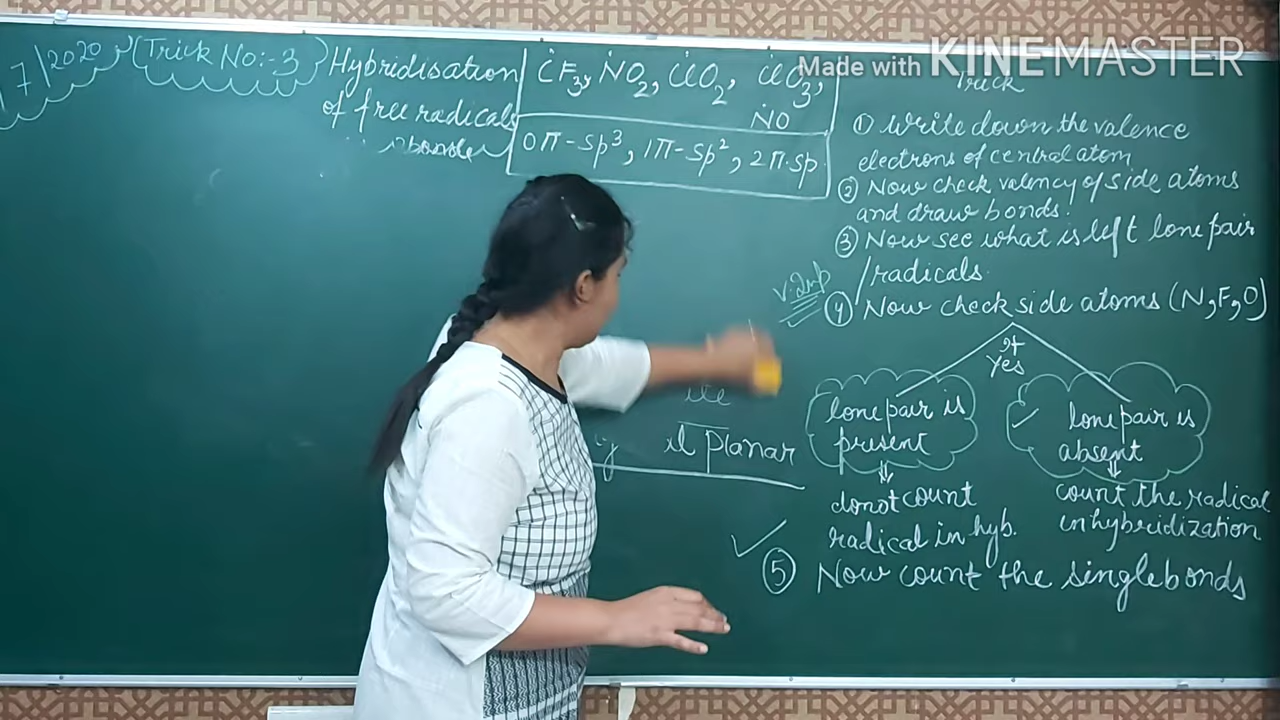 7/2020 (Trick No:-3)
Hybridisation
of free radicals
ĊF3, ṄO2, ĊlO2, ĊlO3,
ṄO
0π-sp³, 1π-sp², 2π-sp
Made with KINEMASTER
Trick
① Write down the valence
electrons of central atom
② Now check valency of side atoms
and draw bonds.
③ Now see what is left lone pair
/radicals.
V.Imp
④ Now check side atoms (N,F,O)
If
Yes
lone pair is
present
⇓
donot count
radical in hyb.
✓ lone pair is
absent
⇓
count the radical
in hybridization
✓ ⑤ Now count the single bonds
planar